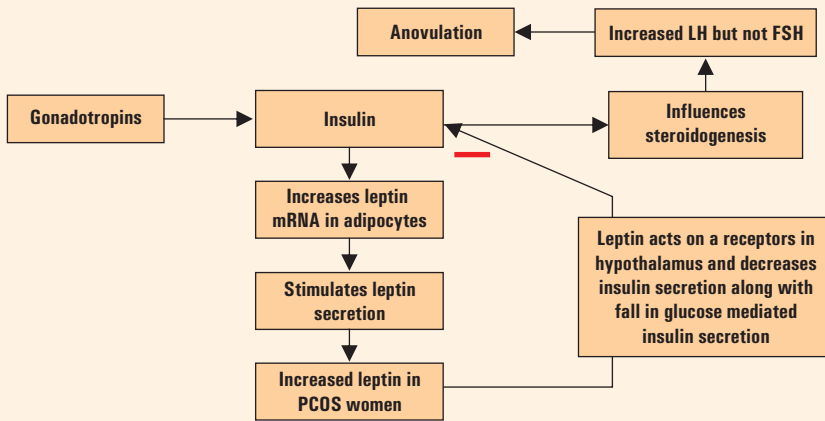 Anovulation
Increased LH but not FSH
Gonadotropins
Insulin
Influences
steroidogenesis
Increases leptin
mRNA in adipocytes
Leptin acts on a receptors in
hypothalamus and decreases
insulin secretion along with
fall in glucose mediated
insulin secretion
Stimulates leptin
secretion
Increased leptin in
PCOS women